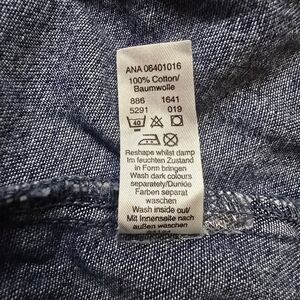 ANA 06401016
100% Cotton/
Baumwolle
886 1641
5291 019
40
Reshape whilst damp
Im feuchten Zustand
in Form bringen
Wash dark colours
separately/Dunkle
Farben separat
waschen
Wash inside out/
Mit Innenseite nach
außen waschen